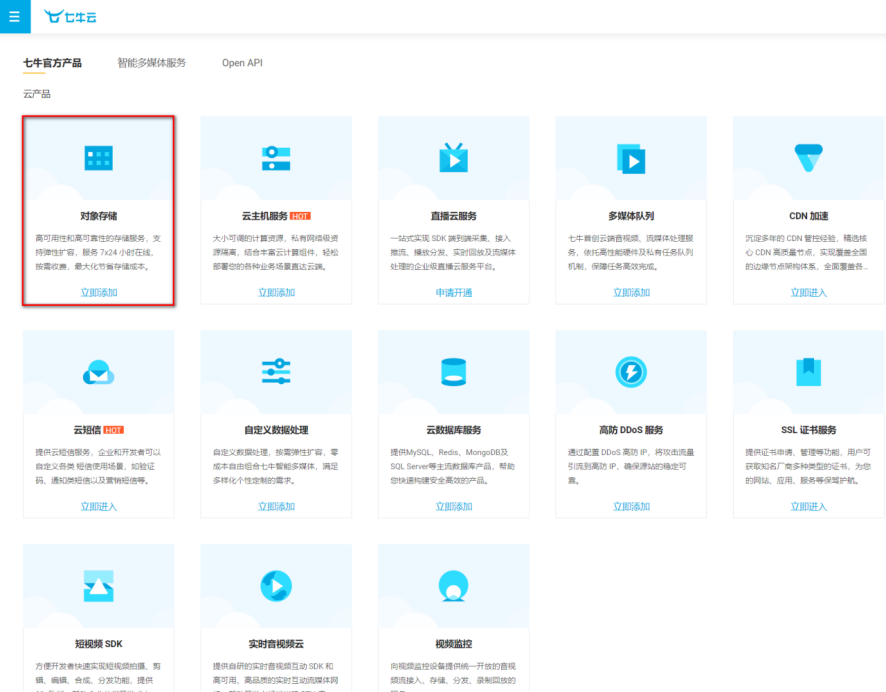 七牛云
七牛官方产品 智能多媒体服务 Open API
云产品
对象存储
高可用性和高可靠性的存储服务，支
持弹性扩容，服务 7x24 小时在线，
按需收费，最大化节省存储成本。
立即添加
云主机服务 HOT
大小可调的计算资源，私有网络级资
源隔离，结合丰富云计算组件，轻松
部署您的各种业务场景直达云端。
立即添加
直播云服务
一站式实现 SDK 端到端采集、接入
推流、播放分发、实时回放及流媒体
处理的企业级直播云服务平台。
申请开通
多媒体队列
七牛首创云端音视频、流媒体处理服
务，依托高性能硬件及私有任务队列
机制，保障任务高效完成。
立即添加
CDN 加速
沉淀多年的 CDN 管控经验，精选核
心 CDN 高质量节点，实现覆盖全国
的边缘节点架构体系，全面覆盖各...
立即进入
云短信 HOT
提供云短信服务，企业和开发者可以
自定义各类 短信使用场景，如验证
码、通知类短信以及营销短信等。
立即进入
自定义数据处理
自定义数据处理，按需弹性扩容，零
成本自由组合七牛智能多媒体，满足
多样化个性定制的需求。
立即添加
云数据库服务
提供MySQL、Redis、MongoDB及
SQL Server等主流数据库产品，帮助
您快速构建安全高效的产品。
立即添加
高防 DDoS 服务
通过配置 DDoS 高防 IP，将攻击流量
引流到高防 IP，确保源站的稳定可
靠。
立即添加
SSL 证书服务
提供证书申请、管理等功能，用户可
获取知名厂商多种类型的证书，为您
的网站、应用、服务等保驾护航。
立即进入
短视频 SDK
方便开发者快速实现短视频拍摄、剪
辑、编辑、合成、分发功能，提供
实时音视频云
提供自研的实时音视频互动 SDK 和
高可用、高品质的实时互动流媒体网
视频监控
向视频监控设备提供统一开放的音视
频流接入、存储、分发、录制回放的